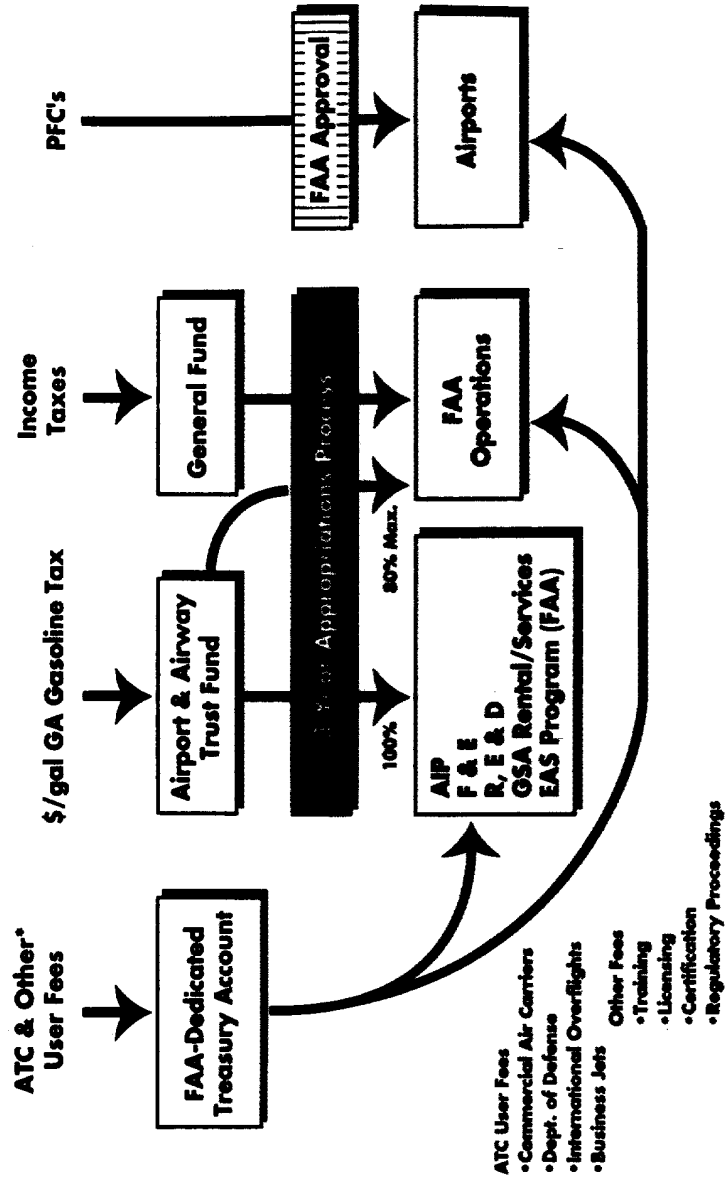 ATC & Other*
User Fees
$/gal GA Gasoline Tax
Income
Taxes
PFC's
FAA-Dedicated
Treasury Account
Airport & Airway
Trust Fund
General Fund
Appropriations Process
FAA Approval
100%
80% Max.
AIP
F & E
R, E & D
GSA Rental/Services
EAS Program (FAA)
FAA
Operations
Airports
ATC User Fees
•Commercial Air Carriers
•Dept. of Defense
•International Overflights
•Business Jets
Other Fees
•Training
•Licensing
•Certification
•Regulatory Proceedings